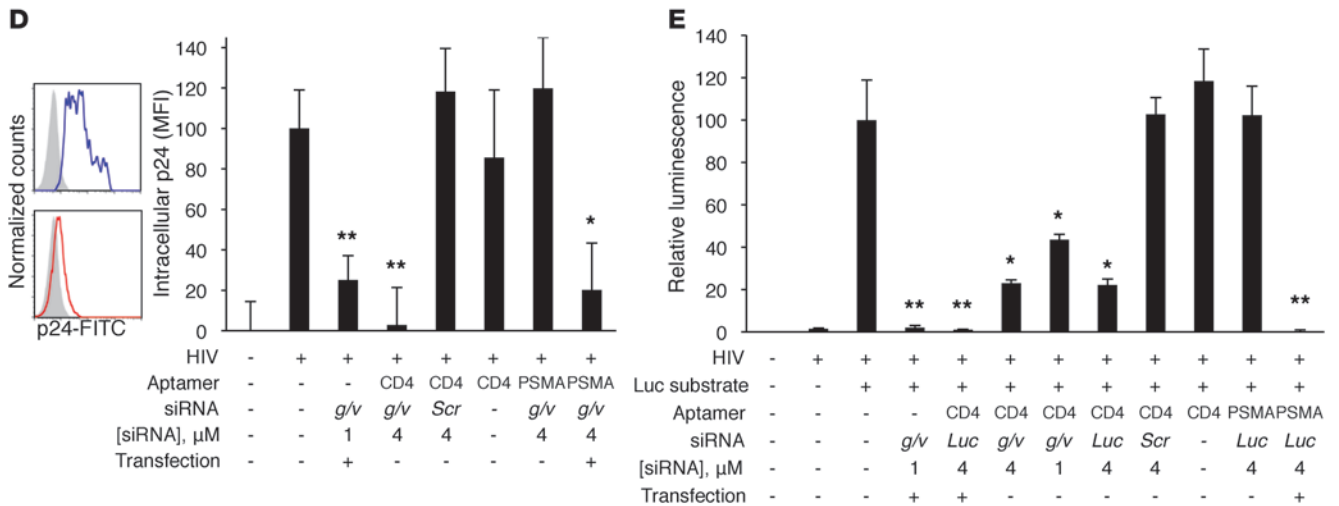 D
Normalized counts
p24-FITC
Intracellular p24 (MFI)
140
120
100
80
60
40
20
0
** ** *
HIV - + + + + + + +
Aptamer - - - CD4 CD4 CD4 PSMA PSMA
siRNA - - g/v g/v Scr - g/v g/v
[siRNA], µM - - 1 4 4 - 4 4
Transfection - - + - - - - +
E
Relative luminescence
140
120
100
80
60
40
20
0
** ** * * * **
HIV - + + + + + + + + + + +
Luc substrate - - + + + + + + + + + +
Aptamer - - - - CD4 CD4 CD4 CD4 CD4 CD4 PSMA PSMA
siRNA - - - g/v Luc g/v g/v Luc Scr - Luc Luc
[siRNA], µM - - - 1 4 4 1 4 4 - 4 4
Transfection - - - + + - - - - - - +